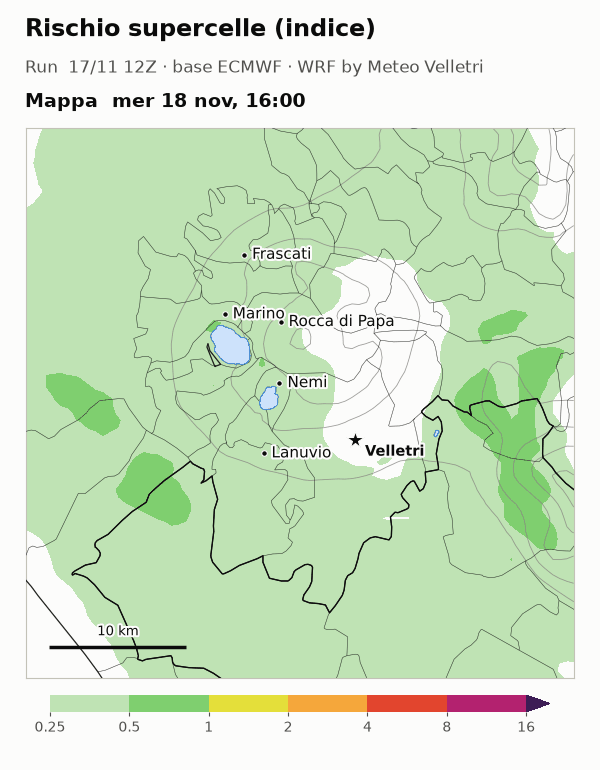 Rischio supercelle (indice)
Run 17/11 12Z · base ECMWF · WRF by Meteo Velletri
Mappa mer 18 nov, 16:00
Frascati
Marino
Rocca di Papa
Nemi
Velletri
Lanuvio
10 km
0.25 0.5 1 2 4 8 16